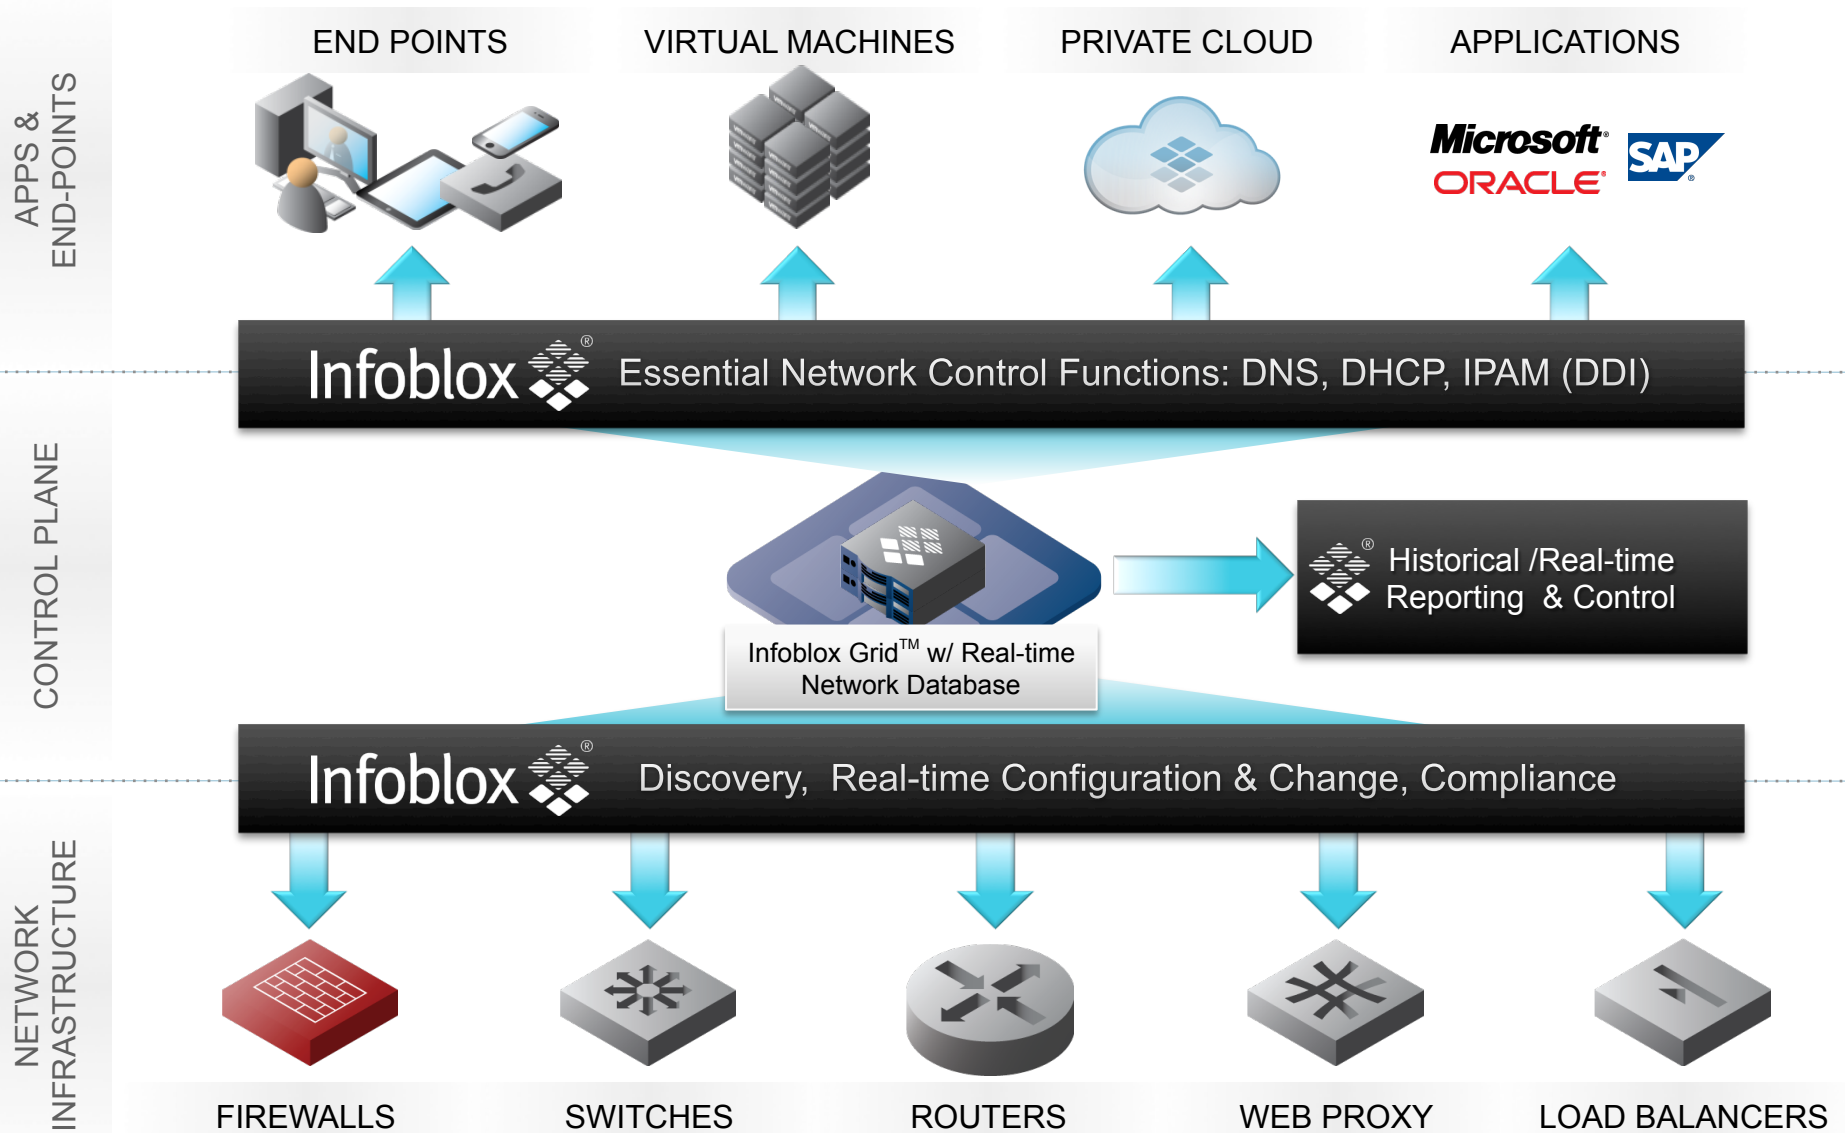 END POINTS
VIRTUAL MACHINES
PRIVATE CLOUD
APPLICATIONS
APPS &
END-POINTS
vmware
Microsoft®
ORACLE®
SAP®
Infoblox® Essential Network Control Functions: DNS, DHCP, IPAM (DDI)
CONTROL PLANE
Infoblox Grid™ w/ Real-time
Network Database
® Historical /Real-time
Reporting & Control
Infoblox® Discovery, Real-time Configuration & Change, Compliance
NETWORK
INFRASTRUCTURE
FIREWALLS
SWITCHES
ROUTERS
WEB PROXY
LOAD BALANCERS